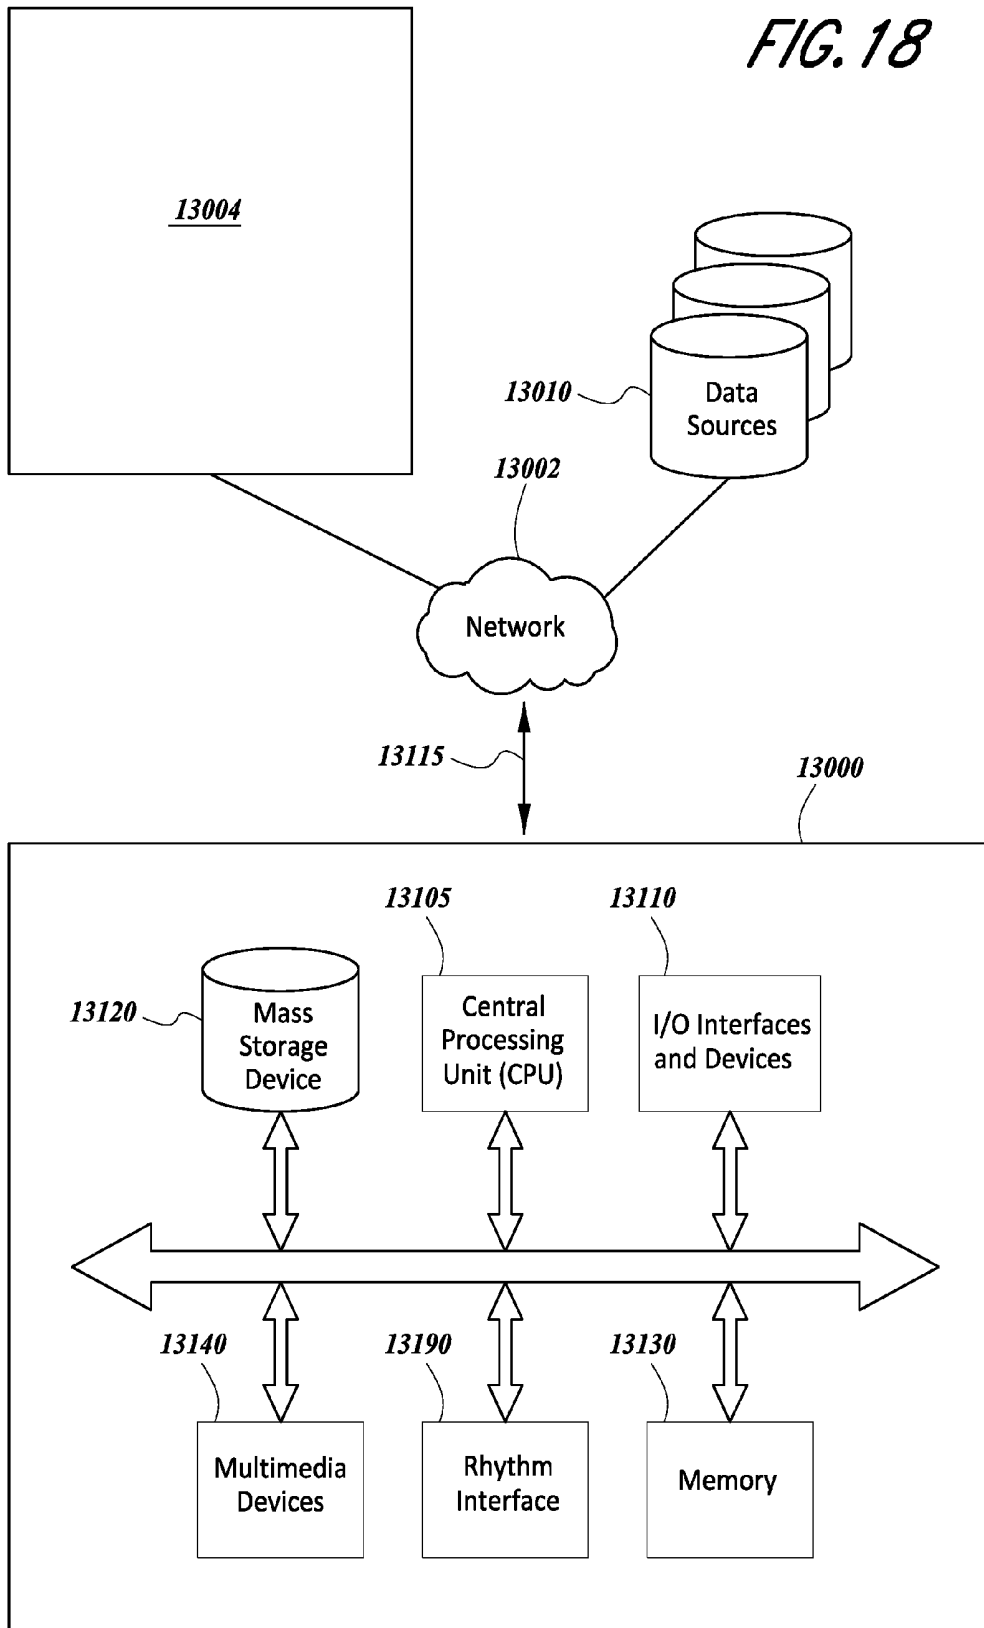 FIG. 18
13004
13010
Data
Sources
13002
Network
13115
13000
13105
13110
13120
Mass
Storage
Device
Central
Processing
Unit (CPU)
I/O Interfaces
and Devices
13140
13190
13130
Multimedia
Devices
Rhythm
Interface
Memory